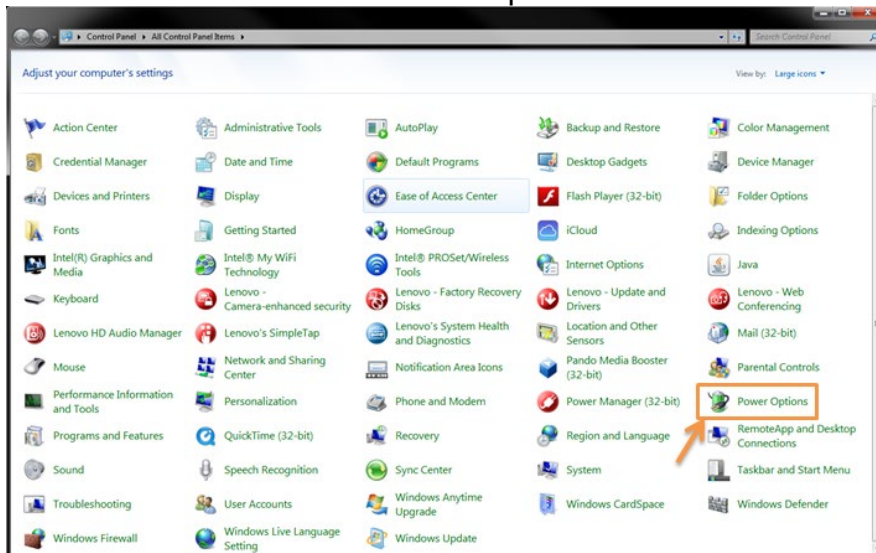 Control Panel All Control Panel Items
Search Control Panel
Adjust your computer's settings
View by: Large icons
Action Center
Administrative Tools
AutoPlay
Backup and Restore
Color Management
Credential Manager
Date and Time
Default Programs
Desktop Gadgets
Device Manager
Devices and Printers
Display
Ease of Access Center
Flash Player (32-bit)
Folder Options
Fonts
Getting Started
HomeGroup
iCloud
Indexing Options
Intel(R) Graphics and
Media
Intel® My WiFi
Technology
Intel® PROSet/Wireless
Tools
Internet Options
Java
Keyboard
Lenovo -
Camera-enhanced security
Lenovo - Factory Recovery
Disks
Lenovo - Update and
Drivers
Lenovo - Web
Conferencing
Lenovo HD Audio Manager
Lenovo's SimpleTap
Lenovo's System Health
and Diagnostics
Location and Other
Sensors
Mail (32-bit)
Mouse
Network and Sharing
Center
Notification Area Icons
Pando Media Booster
(32-bit)
Parental Controls
Performance Information
and Tools
Personalization
Phone and Modem
Power Manager (32-bit)
Power Options
Programs and Features
QuickTime (32-bit)
Recovery
Region and Language
RemoteApp and Desktop
Connections
Sound
Speech Recognition
Sync Center
System
Taskbar and Start Menu
Troubleshooting
User Accounts
Windows Anytime
Upgrade
Windows CardSpace
Windows Defender
Windows Firewall
Windows Live Language
Setting
Windows Update